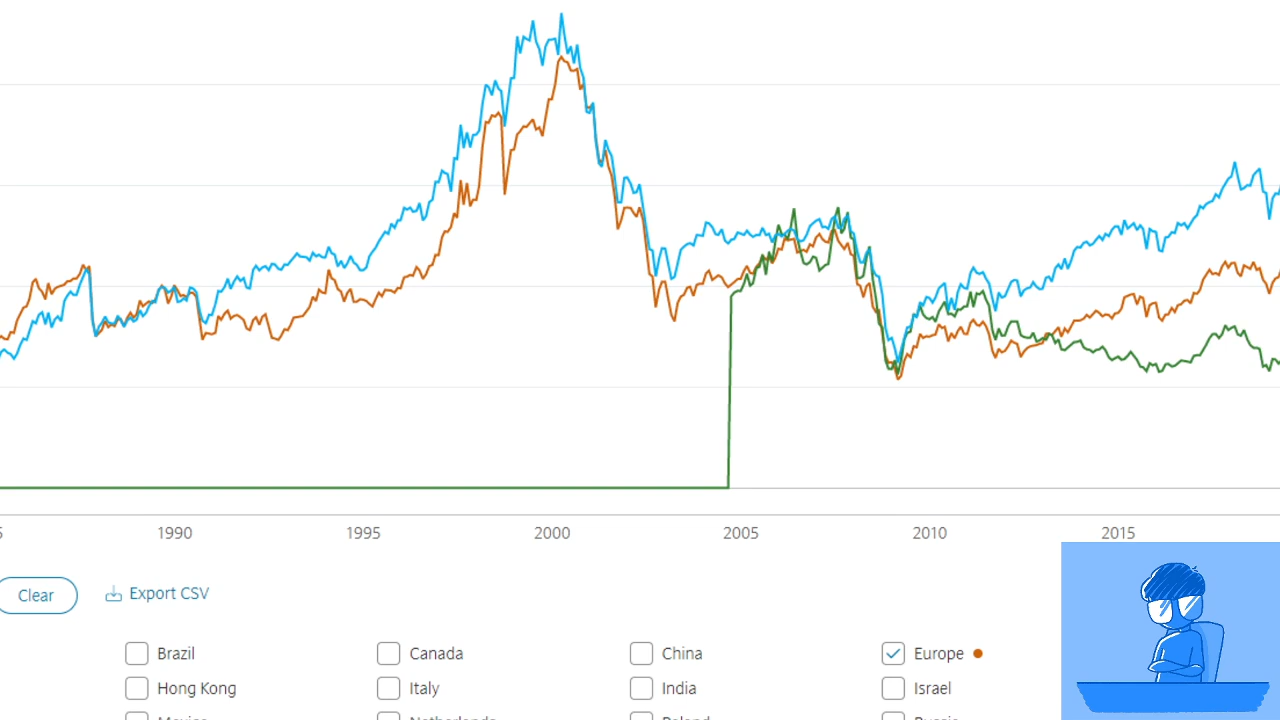 1990 1995 2000 2005 2010 2015
Clear Export CSV
Brazil Canada China Europe
Hong Kong Italy India Israel